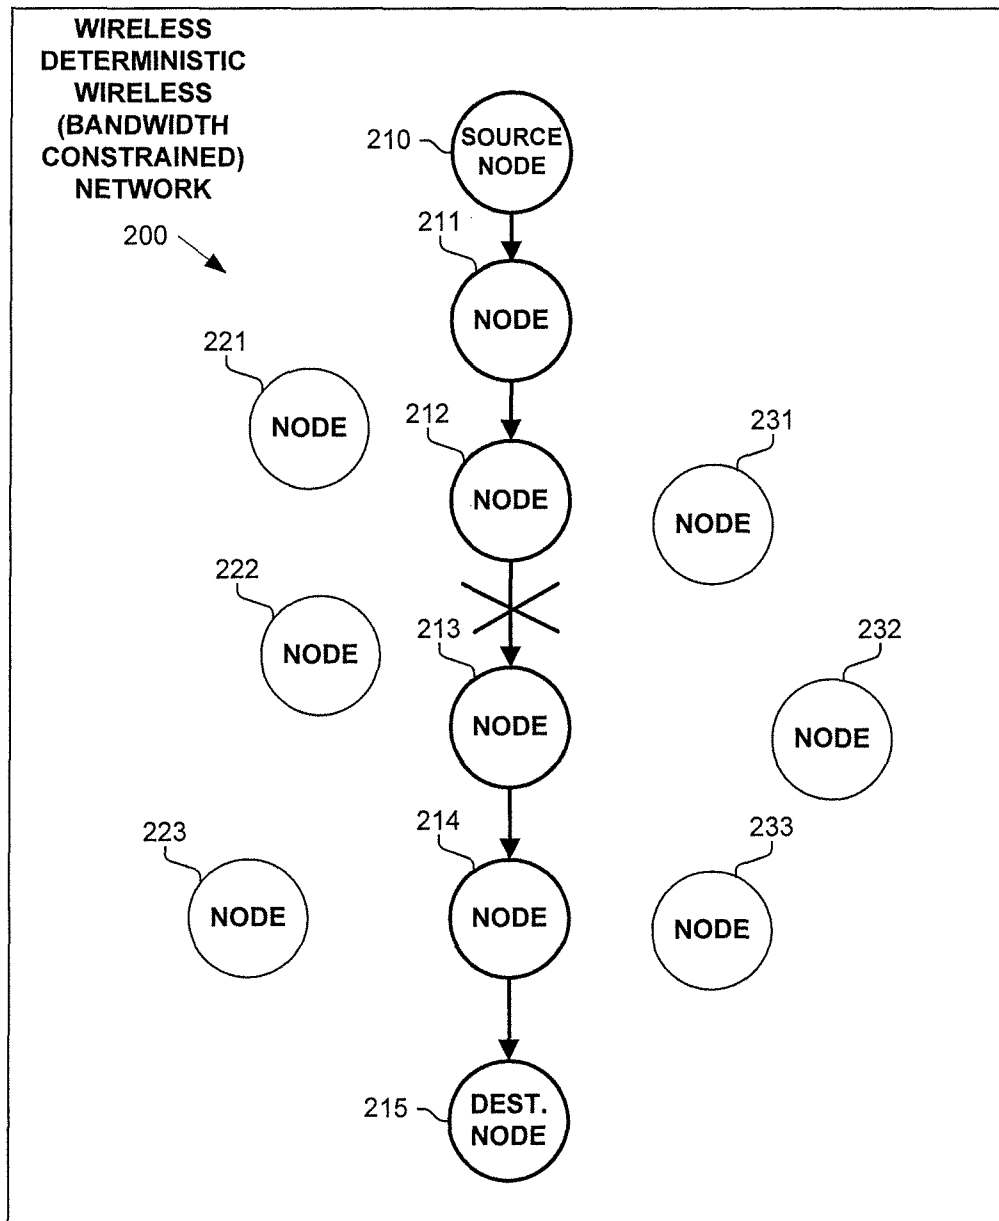 WIRELESS
DETERMINISTIC
WIRELESS
(BANDWIDTH
CONSTRAINED)
NETWORK
200
210
SOURCE
NODE
211
NODE
221
NODE
212
NODE
231
NODE
222
NODE
213
NODE
232
NODE
223
NODE
214
NODE
233
NODE
215
DEST.
NODE